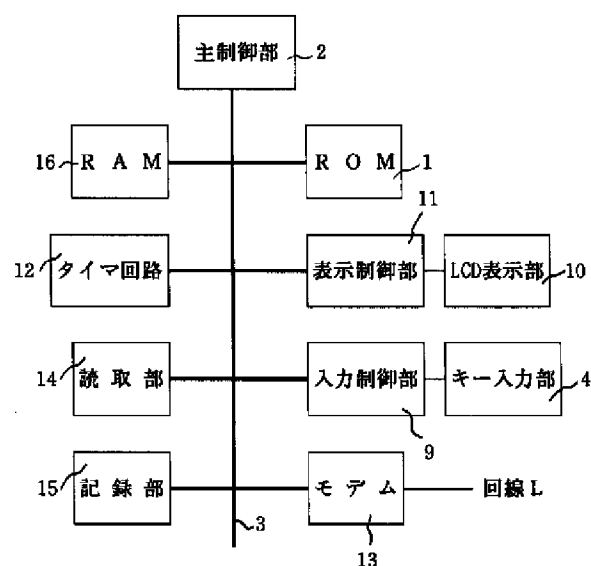 主制御部
2
16
RAM
ROM
1
11
12
タイマ回路
表示制御部
LCD表示部
10
14
読取部
入力制御部
キー入力部
4
9
15
記録部
モデム
回線L
3
13